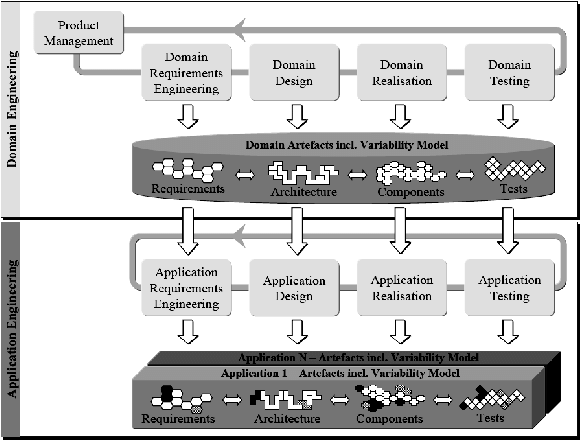 Product
Management
Domain Engineering
Domain
Requirements
Engineering
Domain
Design
Domain
Realisation
Domain
Testing
Domain Artefacts incl. Variability Model
Requirements
Architecture
Components
Tests
Application Engineering
Application
Requirements
Engineering
Application
Design
Application
Realisation
Application
Testing
Application N – Artefacts incl. Variability Model
Application 1 – Artefacts incl. Variability Model
Requirements
Architecture
Components
Tests